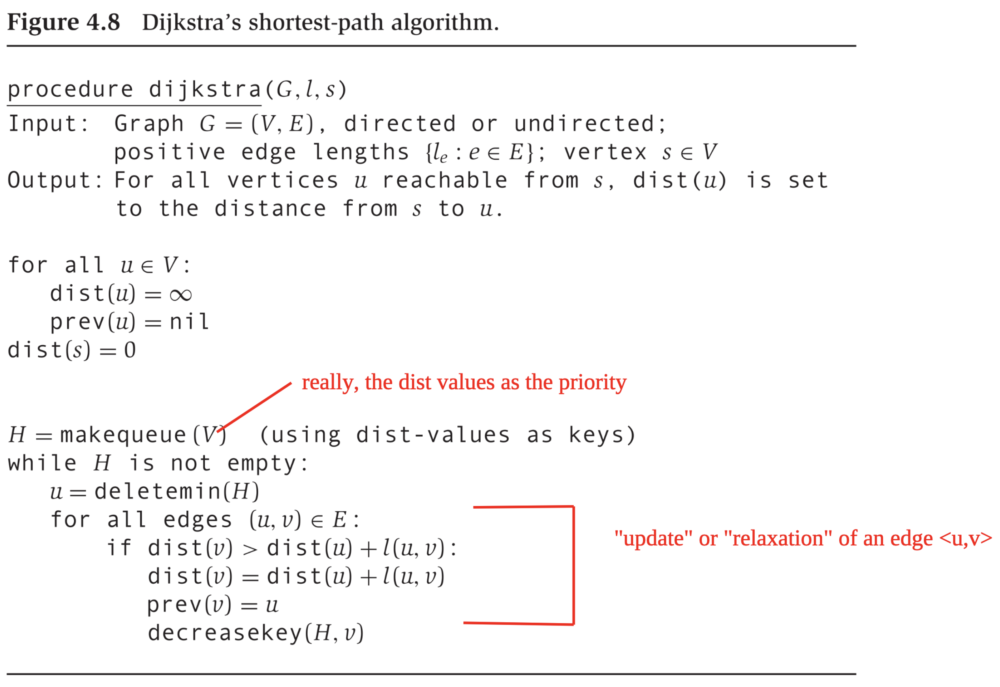 Figure 4.8 Dijkstra’s shortest-path algorithm.
procedure dijkstra(G, l, s)
Input: Graph G = (V, E), directed or undirected;
positive edge lengths {lₑ : e ∈ E}; vertex s ∈ V
Output: For all vertices u reachable from s, dist(u) is set
to the distance from s to u.
for all u ∈ V:
dist(u) = ∞
prev(u) = nil
dist(s) = 0
really, the dist values as the priority
H = makequeue(V) (using dist-values as keys)
while H is not empty:
u = deletemin(H)
for all edges (u, v) ∈ E:
if dist(v) > dist(u) + l(u, v):
"update" or "relaxation" of an edge <u,v>
dist(v) = dist(u) + l(u, v)
prev(v) = u
decreasekey(H, v)